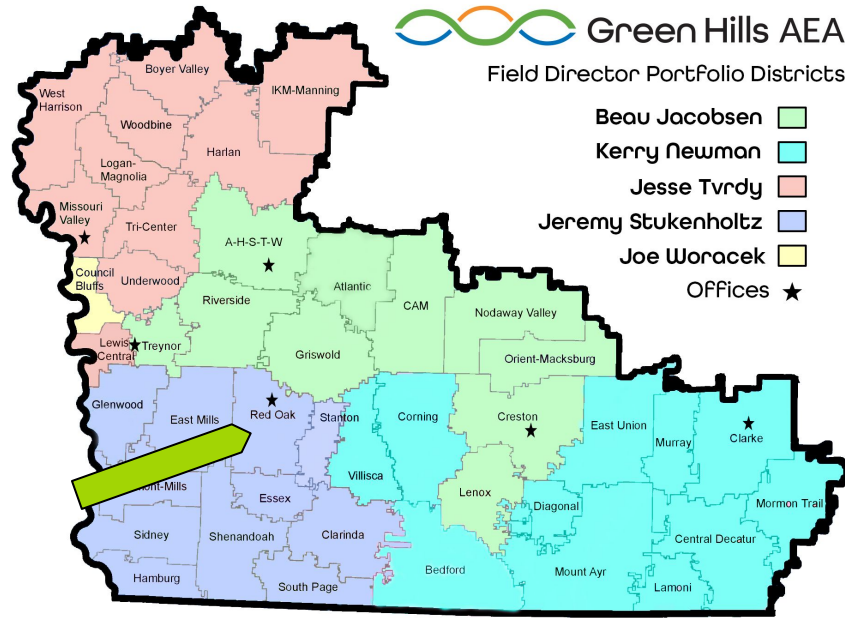 Green Hills AEA
Field Director Portfolio Districts
Beau Jacobsen
Kerry Newman
Jesse Tvrdy
Jeremy Stukenholtz
Joe Woracek
Offices
Boyer Valley
West
Harrison
IKM-Manning
Woodbine
Harlan
Logan-
Magnolia
Missouri
Valley
Tri-Center
A-H-S-T-W
Council
Bluffs
Underwood
Atlantic
Riverside
CAM
Nodaway Valley
Lewis
Central
Treynor
Griswold
Orient-Macksburg
Glenwood
East Mills
Red Oak
Stanton
Corning
Creston
East Union
Murray
Clarke
Villisca
-Mills
Essex
Lenox
Diagonal
Mormon Trail
Sidney
Shenandoah
Clarinda
Central Decatur
Bedford
Mount Ayr
Hamburg
South Page
Lamoni